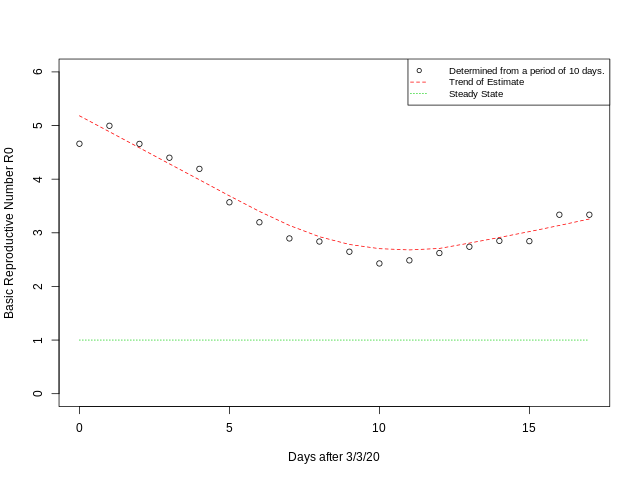 Determined from a period of 10 days.
Trend of Estimate
Steady State
Basic Reproductive Number R0
6
5
4
3
2
1
0
0 5 10 15
Days after 3/3/20